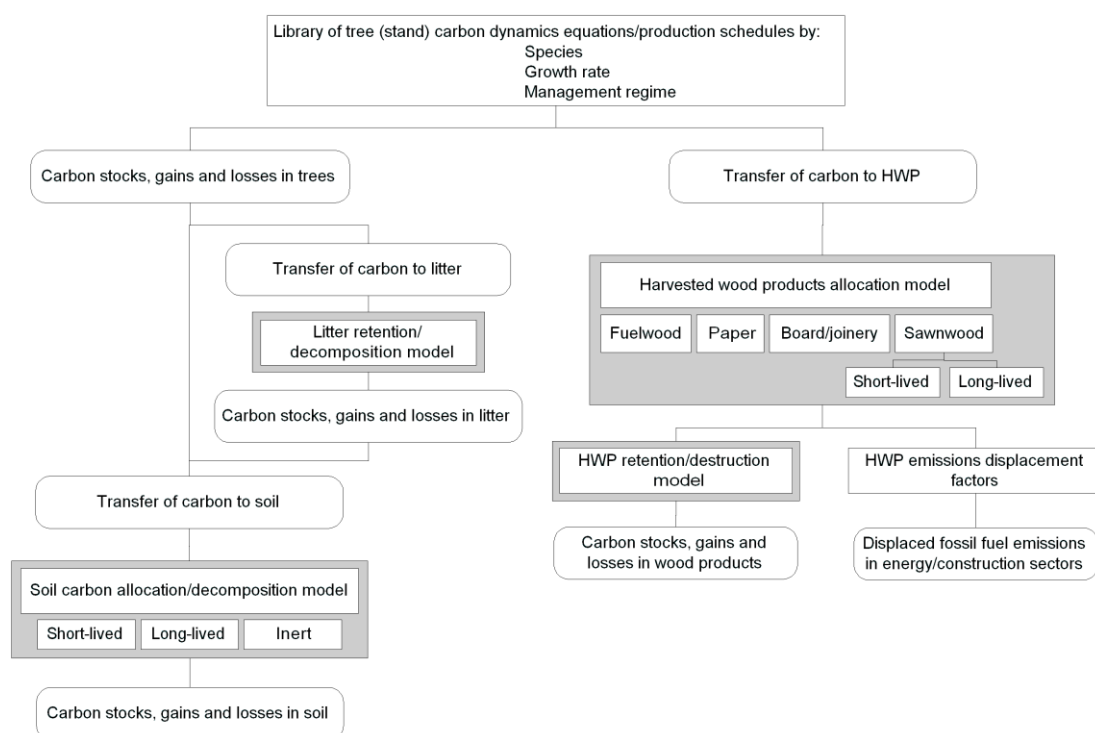 Library of tree (stand) carbon dynamics equations/production schedules by:
Species
Growth rate
Management regime
Carbon stocks, gains and losses in trees
Transfer of carbon to litter
Litter retention/
decomposition model
Carbon stocks, gains and losses in litter
Transfer of carbon to soil
Soil carbon allocation/decomposition model
Short-lived
Long-lived
Inert
Carbon stocks, gains and losses in soil
Transfer of carbon to HWP
Harvested wood products allocation model
Fuelwood
Paper
Board/joinery
Sawnwood
Short-lived
Long-lived
HWP retention/destruction
model
Carbon stocks, gains and
losses in wood products
HWP emissions displacement
factors
Displaced fossil fuel emissions
in energy/construction sectors